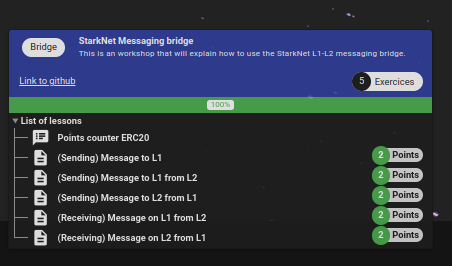 Bridge
StarkNet Messaging bridge
This is an workshop that will explain how to use the StarkNet L1-L2 messaging bridge.
Link to github
5 Exercices
100%
List of lessons
Points counter ERC20
(Sending) Message to L1
2 Points
(Sending) Message to L1 from L2
2 Points
(Sending) Message to L2 from L1
2 Points
(Receiving) Message on L1 from L2
2 Points
(Receiving) Message on L2 from L1
2 Points